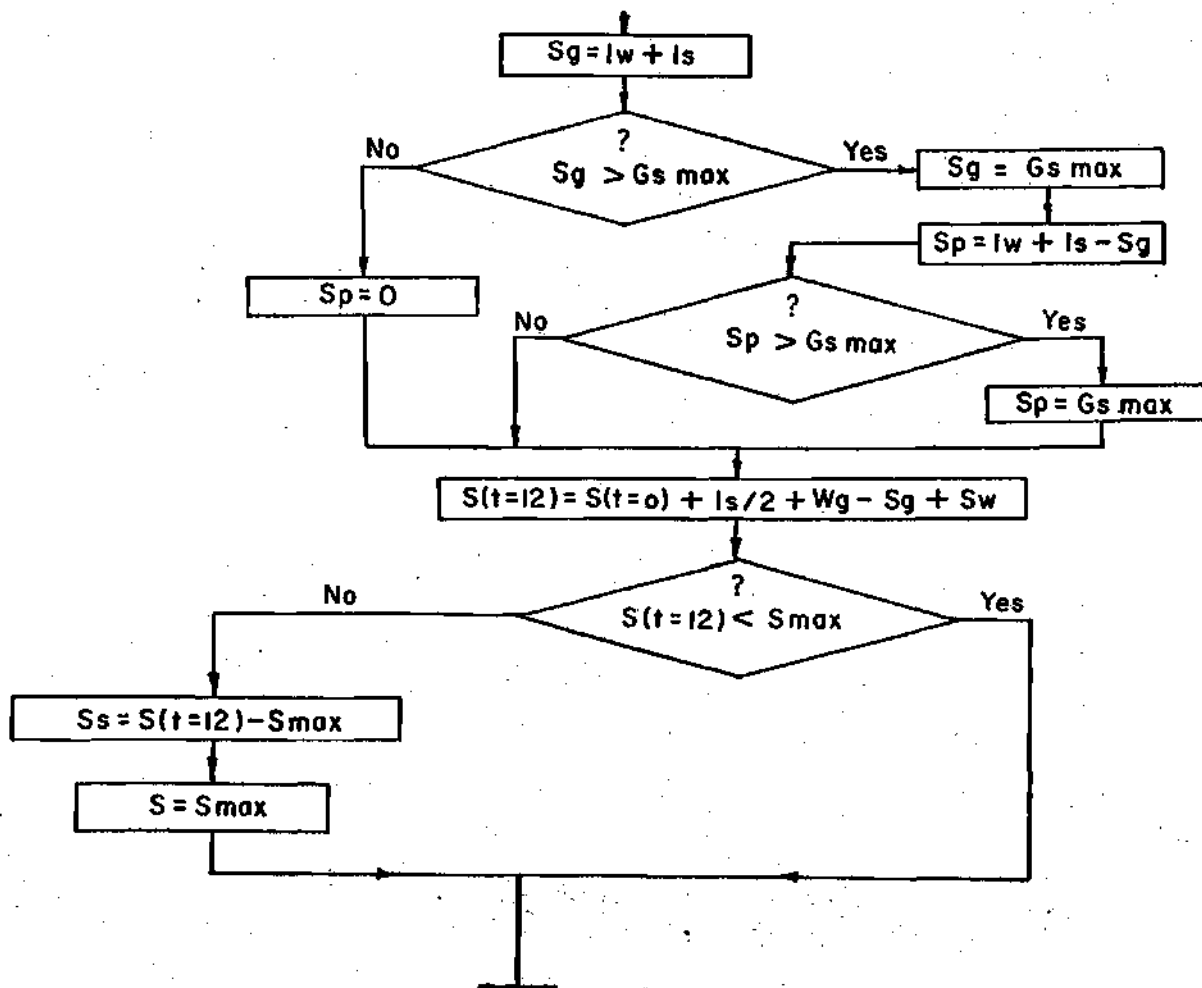 Sg = Iw + Is
?
No
Yes
Sg > Gs max
Sg = Gs max
Sp = Iw + Is - Sg
Sp = 0
?
No
Yes
Sp > Gs max
Sp = Gs max
S(t=12) = S(t=0) + Is/2 + Wg - Sg + Sw
?
No
Yes
S(t=12) < Smax
Ss = S(t=12) - Smax
S = Smax